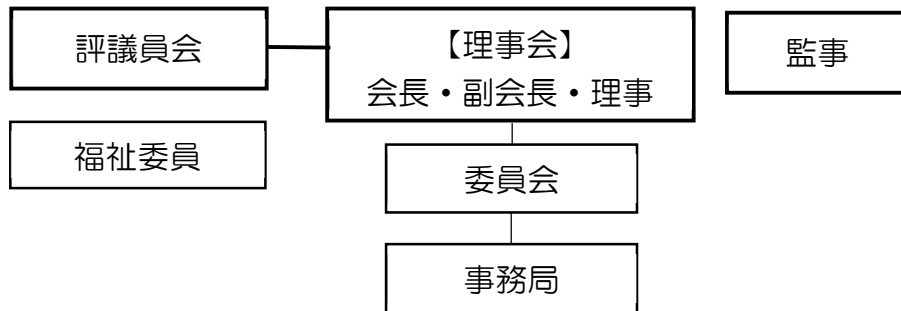 評議員会
【理事会】
会長・副会長・理事
監事
福祉委員
委員会
事務局